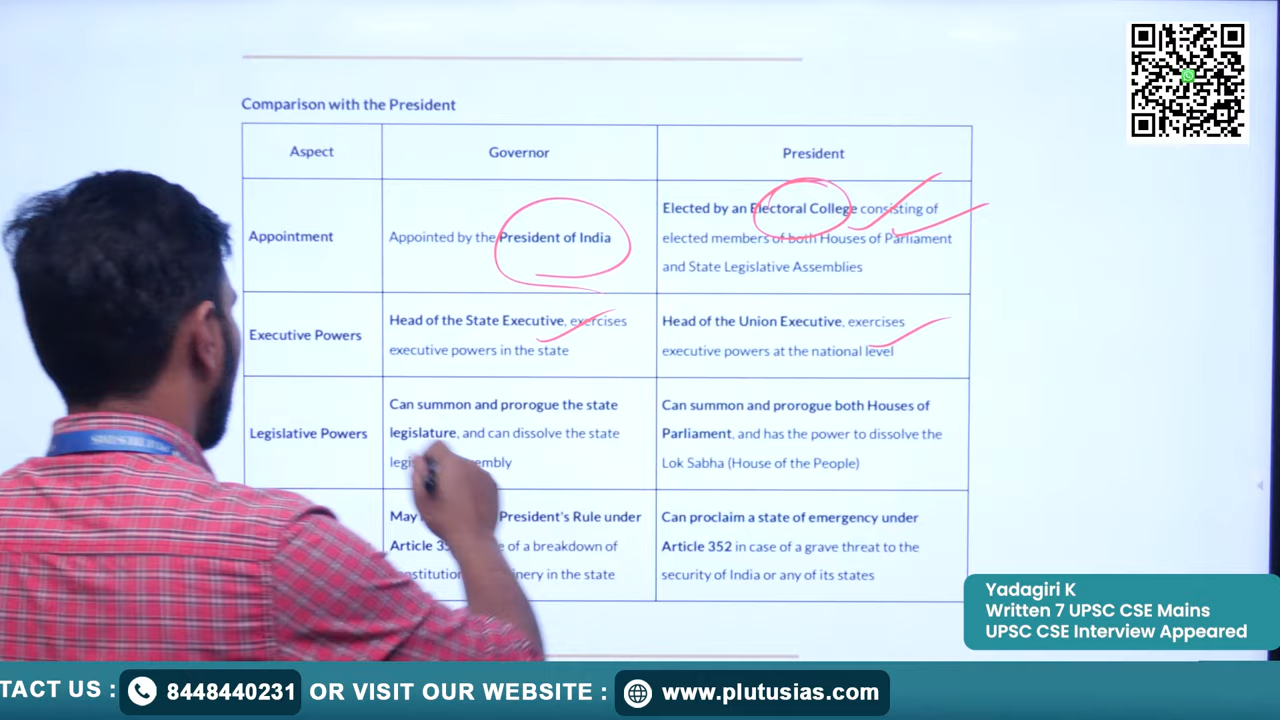 Comparison with the President
Aspect
Governor
President
Appointment
Appointed by the President of India
Elected by an Electoral College consisting of
elected members of both Houses of Parliament
and State Legislative Assemblies
Executive Powers
Head of the State Executive, exercises
executive powers in the state
Head of the Union Executive, exercises
executive powers at the national level
Legislative Powers
Can summon and prorogue the state
legislature, and can dissolve the state
Can summon and prorogue both Houses of
Parliament, and has the power to dissolve the
Lok Sabha (House of the People)
May President's Rule under
Article of a breakdown of
in the state
Can proclaim a state of emergency under
Article 352 in case of a grave threat to the
security of India or any of its states
Yadagiri K
Written 7 UPSC CSE Mains
UPSC CSE Interview Appeared
TACT US : 8448440231 OR VISIT OUR WEBSITE : www.plutusias.com